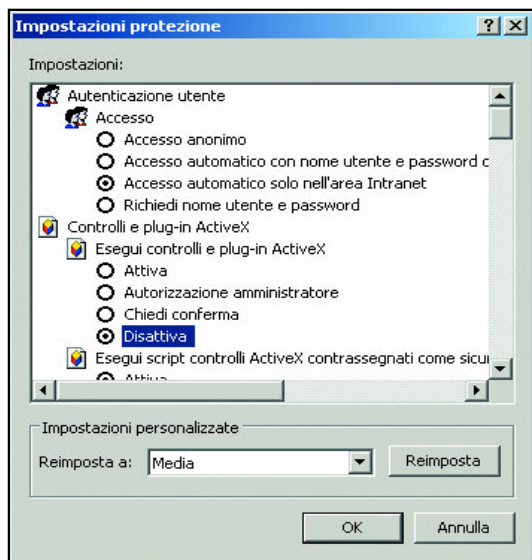 Impostazioni protezione
Impostazioni:
Autenticazione utente
Accesso
Accesso anonimo
Accesso automatico con nome utente e password c
Accesso automatico solo nell'area Intranet
Richiedi nome utente e password
Controlli e plug-in ActiveX
Esegui controlli e plug-in ActiveX
Attiva
Autorizzazione amministratore
Chiedi conferma
Disattiva
Esegui script controlli ActiveX contrassegnati come sicu
Attiva
Impostazioni personalizzate
Reimposta a: Media Reimposta
OK Annulla